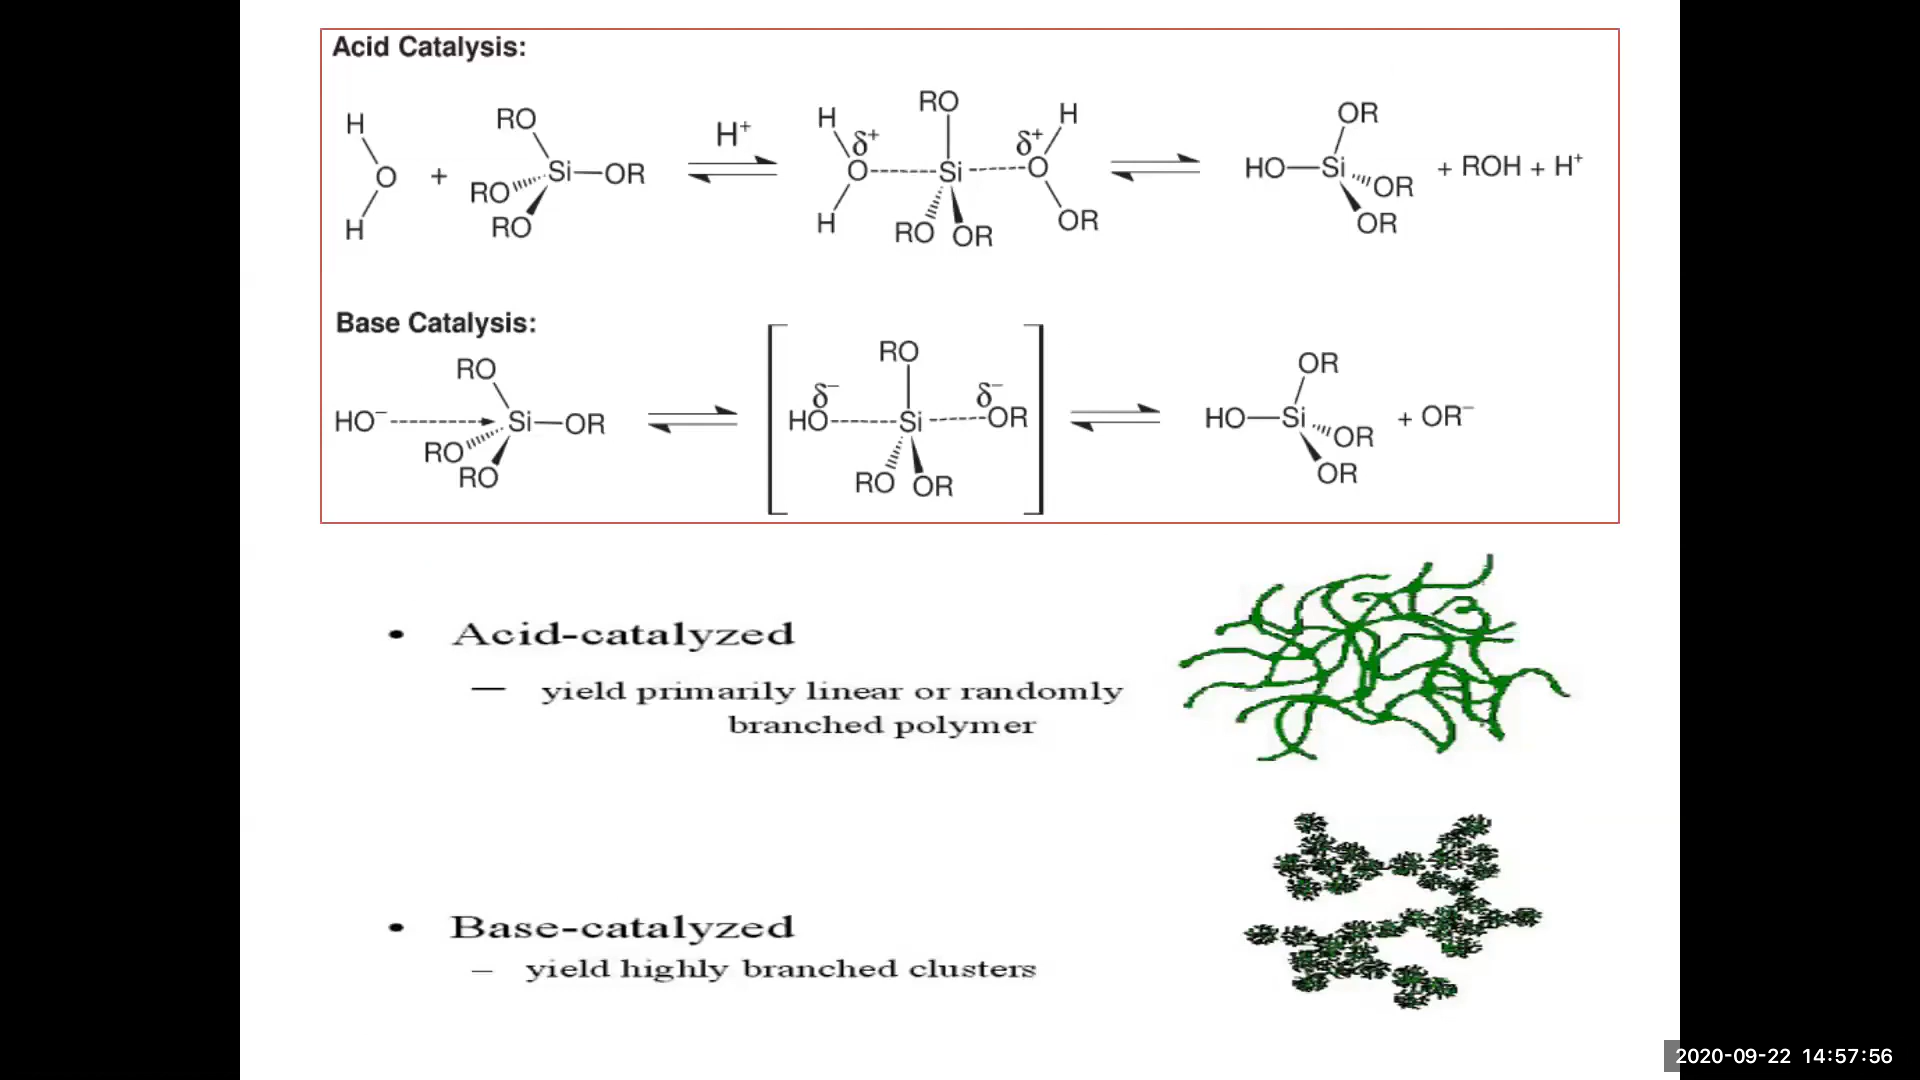 Acid Catalysis:
H
H
O
+
RO
Si
OR
RO
RO
H⁺
H
H
δ⁺
O
RO
Si
RO
OR
δ⁺
O
H
OR
OR
HO
Si
OR
OR
+ ROH + H⁺
Base Catalysis:
HO⁻
RO
Si
OR
RO
RO
δ⁻
HO
RO
Si
RO
OR
δ⁻
OR
OR
HO
Si
OR
OR
+ OR⁻
• Acid-catalyzed
— yield primarily linear or randomly
branched polymer
• Base-catalyzed
– yield highly branched clusters
2020-09-22 14:57:56